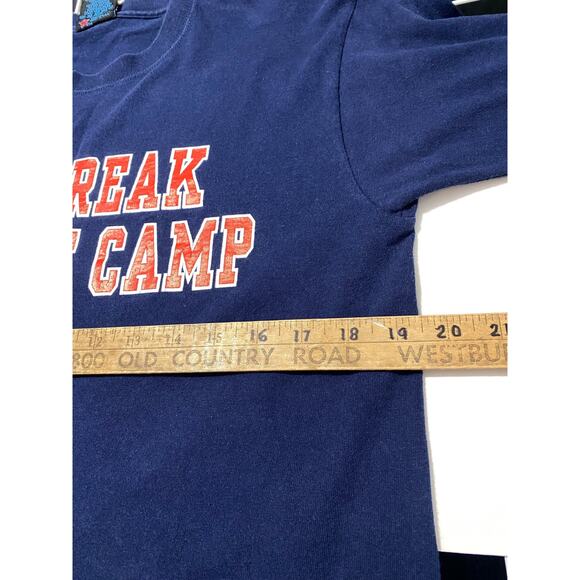 REAK
CAMP
12 13 14 15 16 17 18 19 20 21
800 OLD COUNTRY ROAD WESTBU